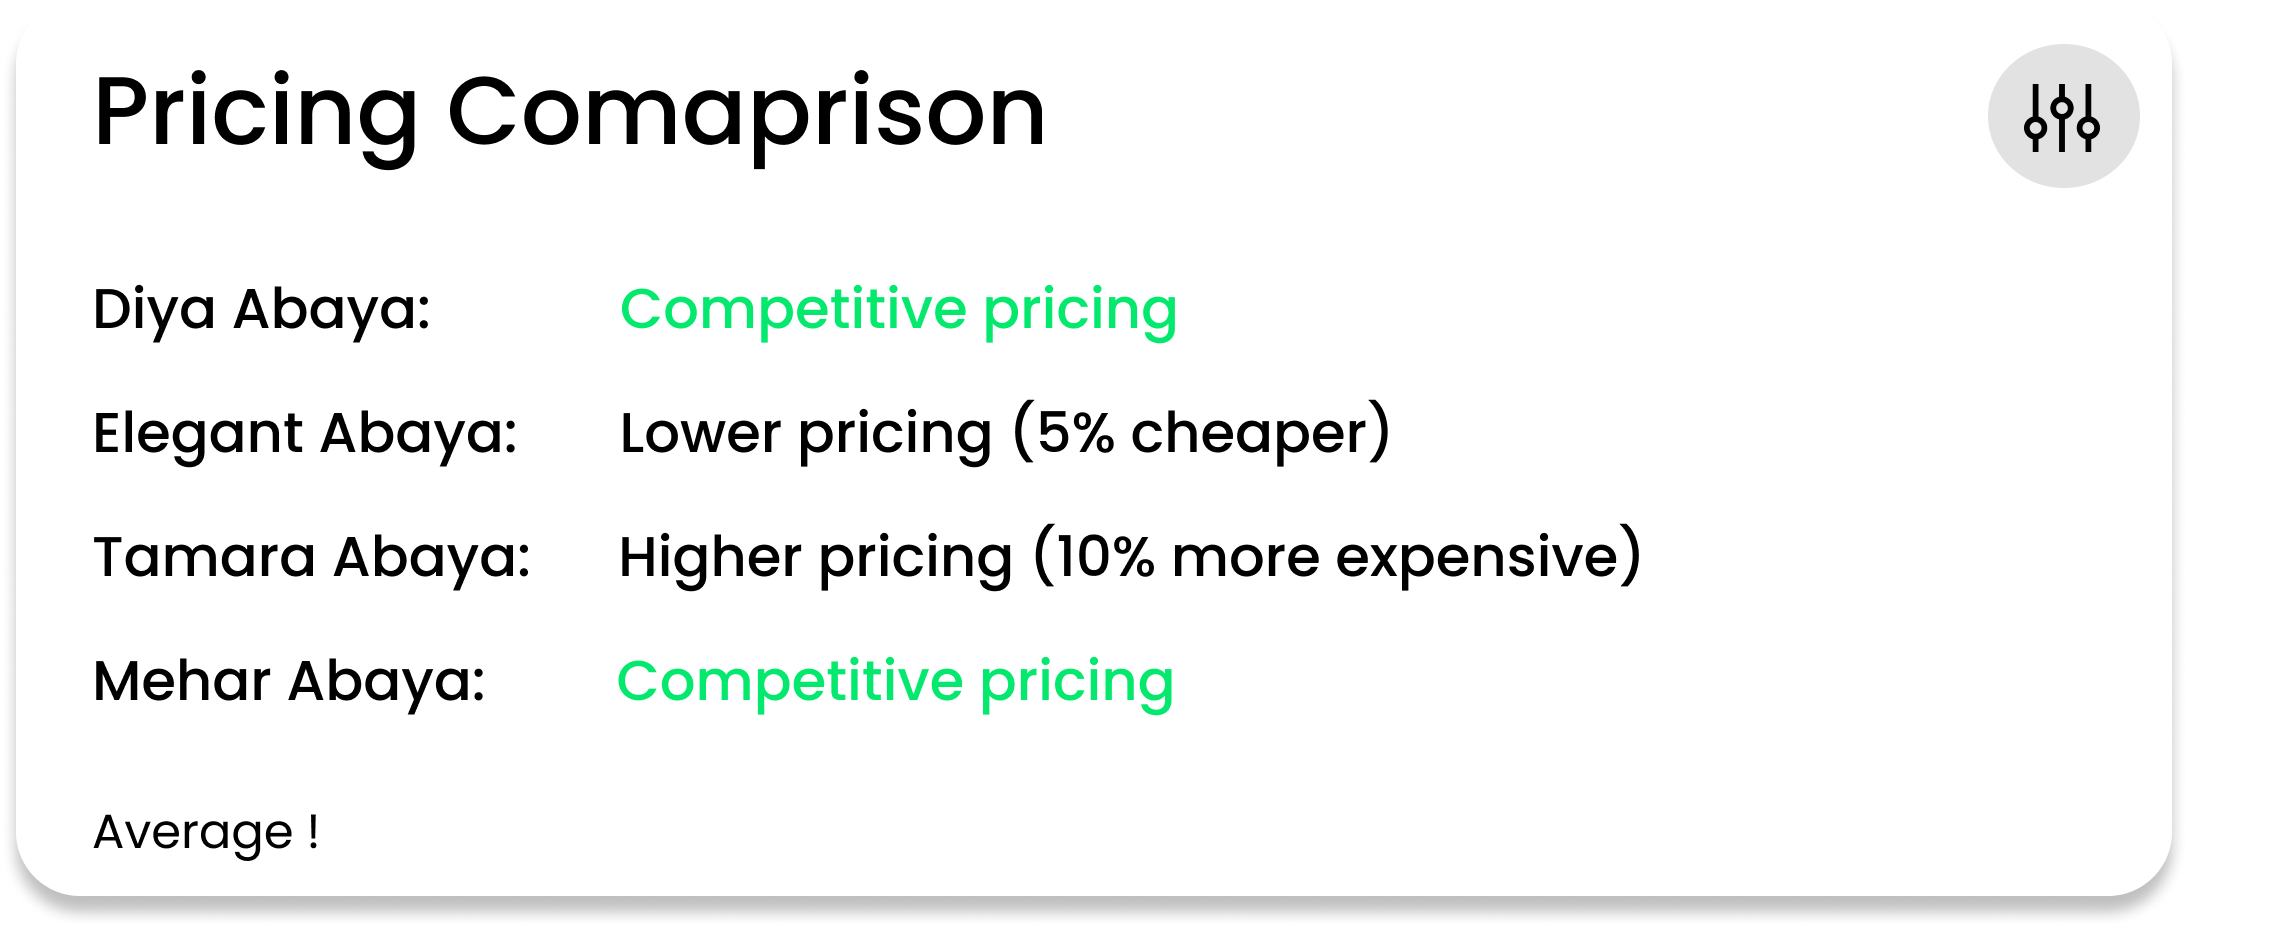 Pricing Comaprison
Diya Abaya: Competitive pricing
Elegant Abaya: Lower pricing (5% cheaper)
Tamara Abaya: Higher pricing (10% more expensive)
Mehar Abaya: Competitive pricing
Average !